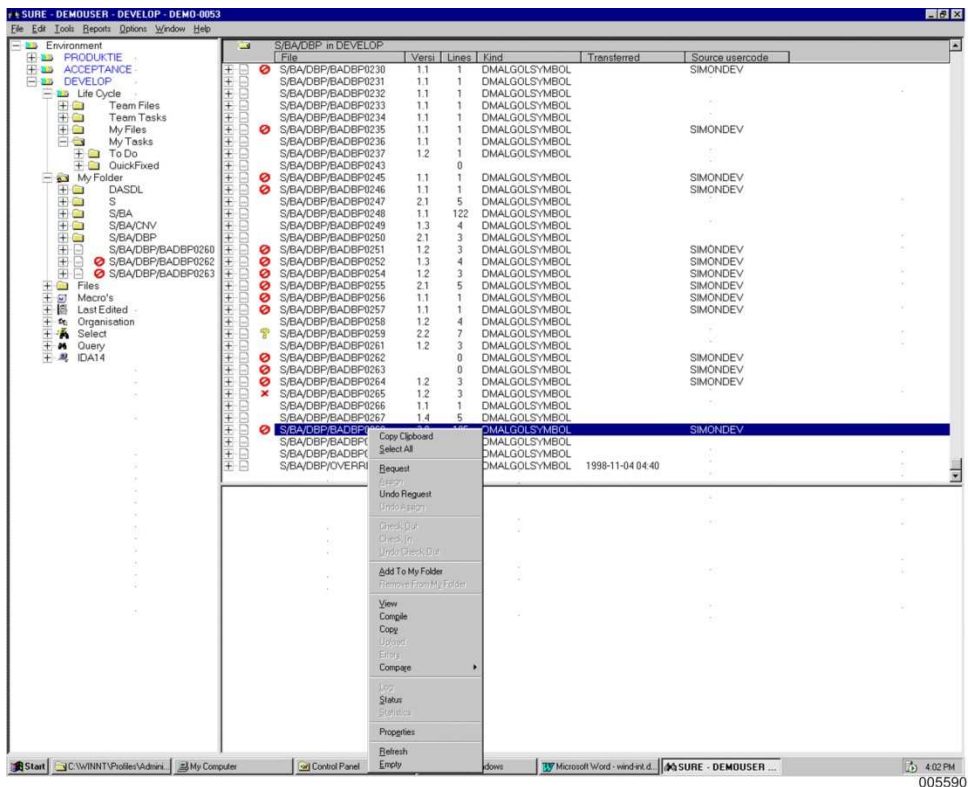 SURE - DEMOUSER - DEVELOP - DEMO-0053
File Edit Tools Reports Options Window Help
Environment
PRODUKTIE
ACCEPTANCE
DEVELOP
Life Cycle
Team Files
Team Tasks
My Files
My Tasks
To Do
QuickFixed
My Folder
DASDL
S
S/BA
S/BA/CNV
S/BA/DBP
S/BA/DBP/BADBP0260
S/BA/DBP/BADBP0262
S/BA/DBP/BADBP0263
Files
Macro's
Last Edited
Organisation
Select
Query
IDA14
S/BA/DBP in DEVELOP
File Versi Lines Kind Transferred Source usercode
S/BA/DBP/BADBP0230 1.1 1 DMALGOLSYMBOL SIMONDEV
S/BA/DBP/BADBP0231 1.1 1 DMALGOLSYMBOL
S/BA/DBP/BADBP0232 1.1 1 DMALGOLSYMBOL
S/BA/DBP/BADBP0233 1.1 1 DMALGOLSYMBOL
S/BA/DBP/BADBP0234 1.1 1 DMALGOLSYMBOL
S/BA/DBP/BADBP0235 1.1 1 DMALGOLSYMBOL SIMONDEV
S/BA/DBP/BADBP0236 1.1 1 DMALGOLSYMBOL
S/BA/DBP/BADBP0237 1.2 1 DMALGOLSYMBOL
S/BA/DBP/BADBP0243 0
S/BA/DBP/BADBP0245 1.1 1 DMALGOLSYMBOL SIMONDEV
S/BA/DBP/BADBP0246 1.1 1 DMALGOLSYMBOL SIMONDEV
S/BA/DBP/BADBP0247 2.1 5 DMALGOLSYMBOL
S/BA/DBP/BADBP0248 1.1 122 DMALGOLSYMBOL
S/BA/DBP/BADBP0249 1.3 4 DMALGOLSYMBOL
S/BA/DBP/BADBP0250 2.1 3 DMALGOLSYMBOL
S/BA/DBP/BADBP0251 1.2 3 DMALGOLSYMBOL SIMONDEV
S/BA/DBP/BADBP0252 1.3 4 DMALGOLSYMBOL SIMONDEV
S/BA/DBP/BADBP0254 1.2 3 DMALGOLSYMBOL SIMONDEV
S/BA/DBP/BADBP0255 2.1 5 DMALGOLSYMBOL SIMONDEV
S/BA/DBP/BADBP0256 1.1 1 DMALGOLSYMBOL SIMONDEV
S/BA/DBP/BADBP0257 1.1 1 DMALGOLSYMBOL SIMONDEV
S/BA/DBP/BADBP0258 1.2 4 DMALGOLSYMBOL
S/BA/DBP/BADBP0259 2.2 7 DMALGOLSYMBOL
S/BA/DBP/BADBP0261 1.2 3 DMALGOLSYMBOL
S/BA/DBP/BADBP0262 0 DMALGOLSYMBOL SIMONDEV
S/BA/DBP/BADBP0263 0 DMALGOLSYMBOL SIMONDEV
S/BA/DBP/BADBP0264 1.2 3 DMALGOLSYMBOL SIMONDEV
S/BA/DBP/BADBP0265 1.2 3 DMALGOLSYMBOL
S/BA/DBP/BADBP0266 1.1 1 DMALGOLSYMBOL
S/BA/DBP/BADBP0267 1.4 5 DMALGOLSYMBOL
DMALGOLSYMBOL SIMONDEV
DMALGOLSYMBOL
DMALGOLSYMBOL
DMALGOLSYMBOL 1998-11-04 04:40
Copy Clipboard
Select All
Request
Assign
Undo Request
Undo Assign
Check Out
Check In
Undo Check Out
Add To My Folder
Remove From My Folder
View
Compile
Copy
Upload
Errors
Compare
Log
Status
Statistics
Properties
Refresh
Empty
Start C:\WINNT\Profiles\Admini... My Computer Control Panel Microsoft Word - wind-int.d... SURE - DEMOUSER ... 4:02 PM
005590